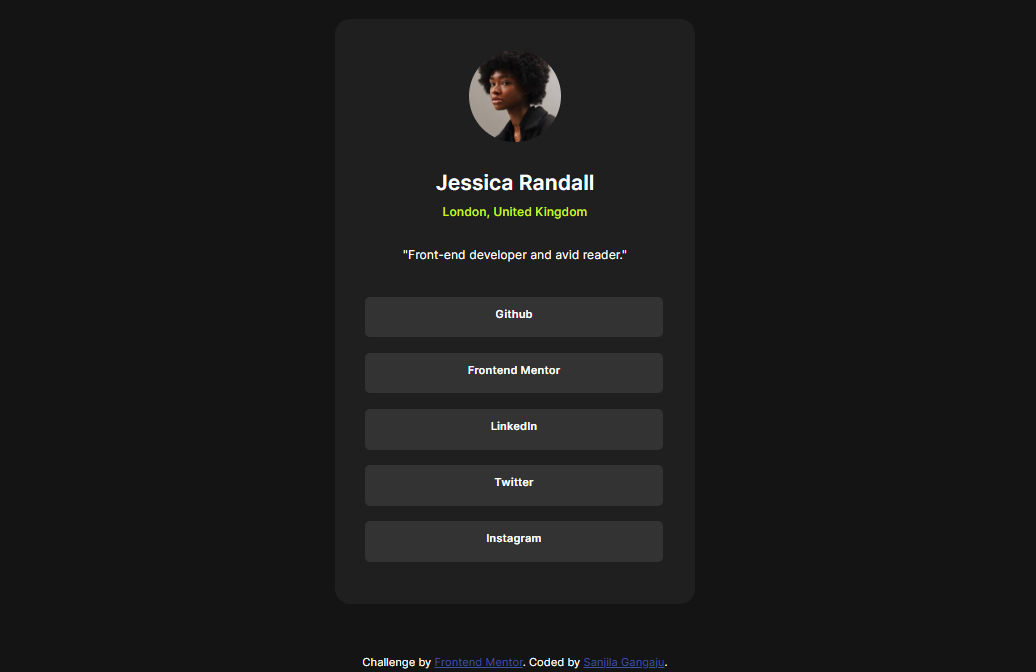 Jessica Randall
London, United Kingdom
"Front-end developer and avid reader."
Github
Frontend Mentor
LinkedIn
Twitter
Instagram
Challenge by Frontend Mentor. Coded by Sanjila Gangaju.